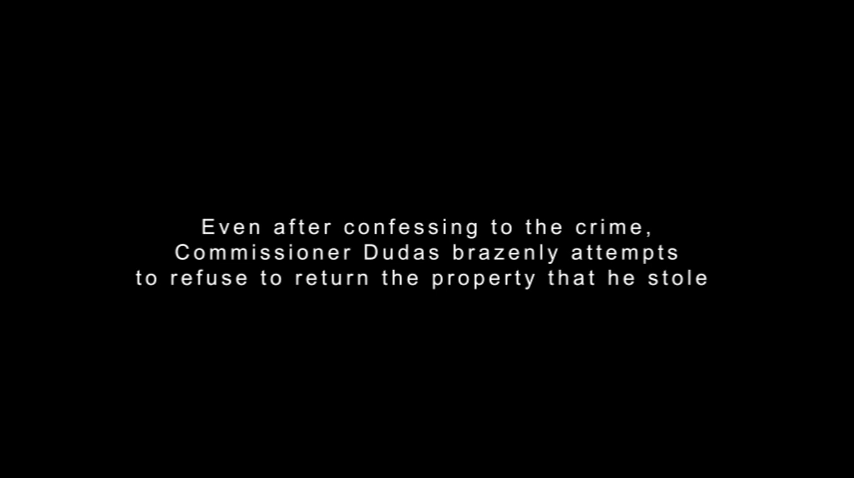 Even after confessing to the crime,
Commissioner Dudas brazenly attempts
to refuse to return the property that he stole